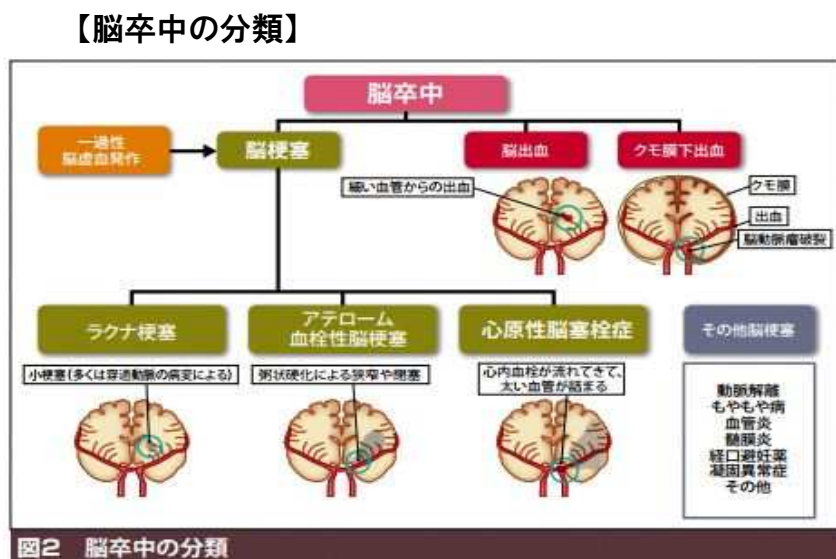 【脳卒中の分類】
脳卒中
一過性
脳虚血発作
脳梗塞
脳出血
クモ膜下出血
細い血管からの出血
クモ膜
出血
脳動脈瘤破裂
ラクナ梗塞
アテローム
血栓性脳梗塞
心原性脳塞栓症
その他脳梗塞
小梗塞(多くは穿通動脈の病変による)
粥状硬化による狭窄や閉塞
心内血栓が流れてきて、
太い血管が詰まる
動脈解離
もやもや病
血管炎
髄膜炎
経口避妊薬
凝固異常症
その他
図2 脳卒中の分類